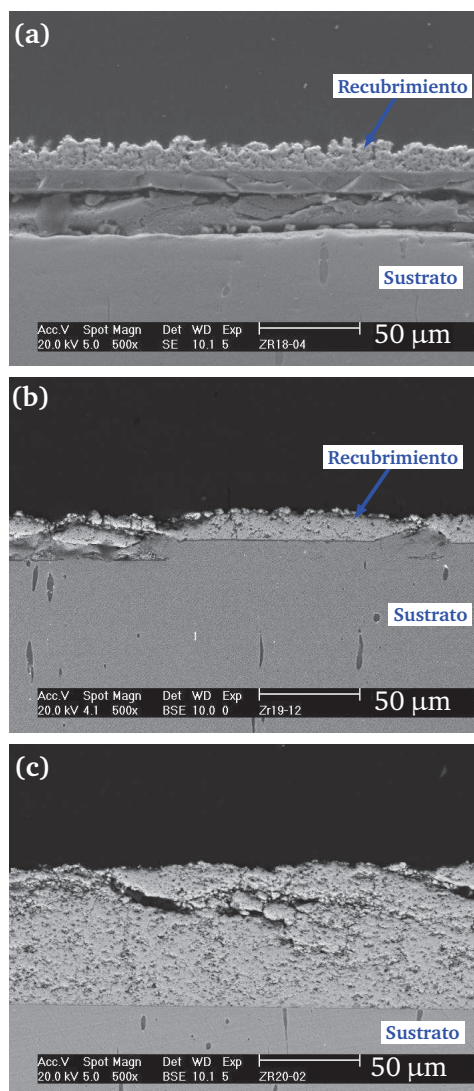 (a)
Recubrimiento
Sustrato
Acc.V Spot Magn Det WD Exp
20.0 kV 5.0 500x SE 10.1 5 ZR18-04
50 μm
(b)
Recubrimiento
Sustrato
Acc.V Spot Magn Det WD Exp
20.0 kV 4.1 500x BSE 10.0 0 Zr19-12
50 μm
(c)
Sustrato
Acc.V Spot Magn Det WD Exp
20.0 kV 5.0 500x BSE 10.1 5 ZR20-02
50 μm